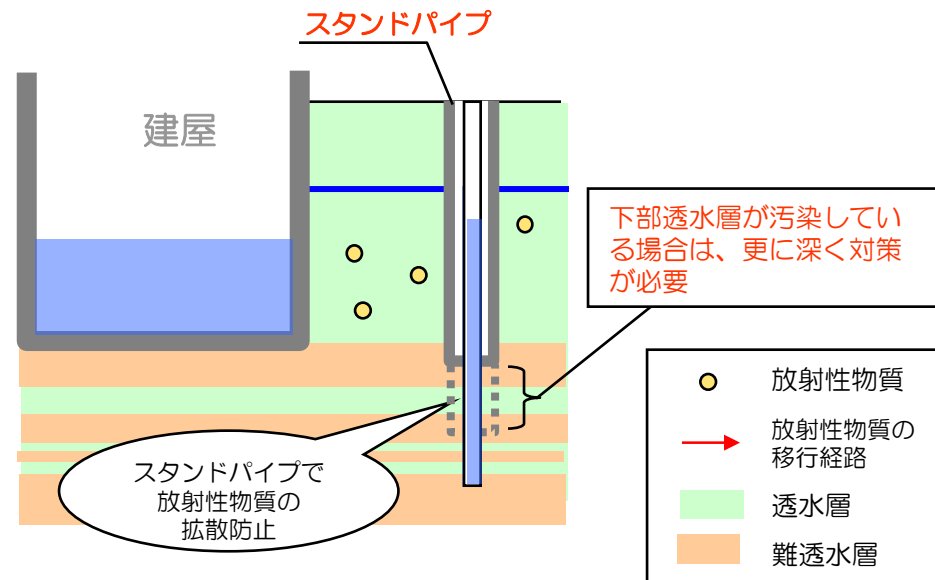 スタンドパイプ
建屋
下部透水層が汚染してい
る場合は、更に深く対策
が必要
スタンドパイプで
放射性物質の
拡散防止
放射性物質
放射性物質の
移行経路
透水層
難透水層